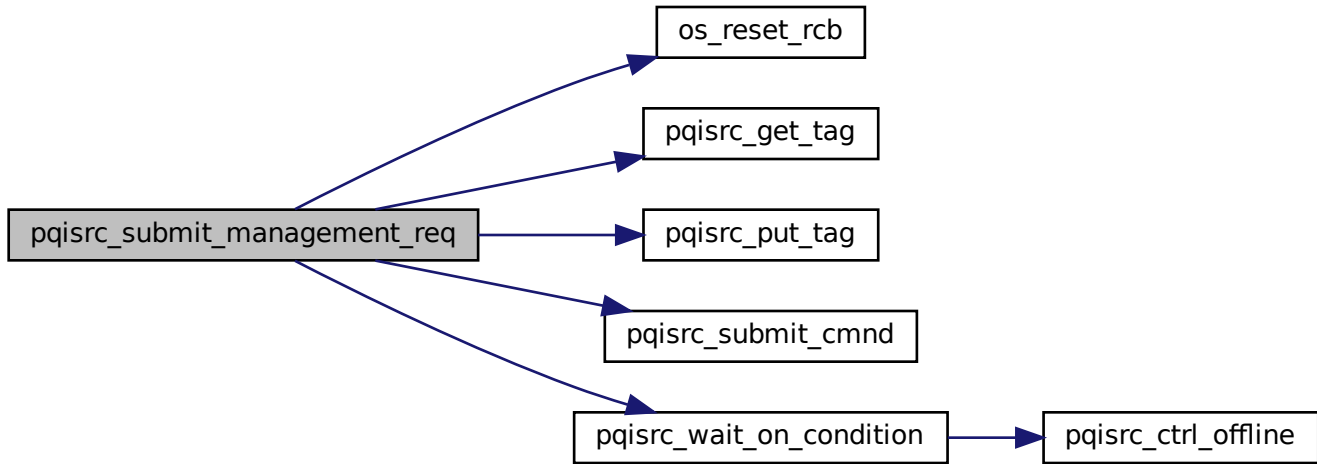 os_reset_rcb
pqisrc_get_tag
pqisrc_submit_management_req
pqisrc_put_tag
pqisrc_submit_cmnd
pqisrc_wait_on_condition
pqisrc_ctrl_offline